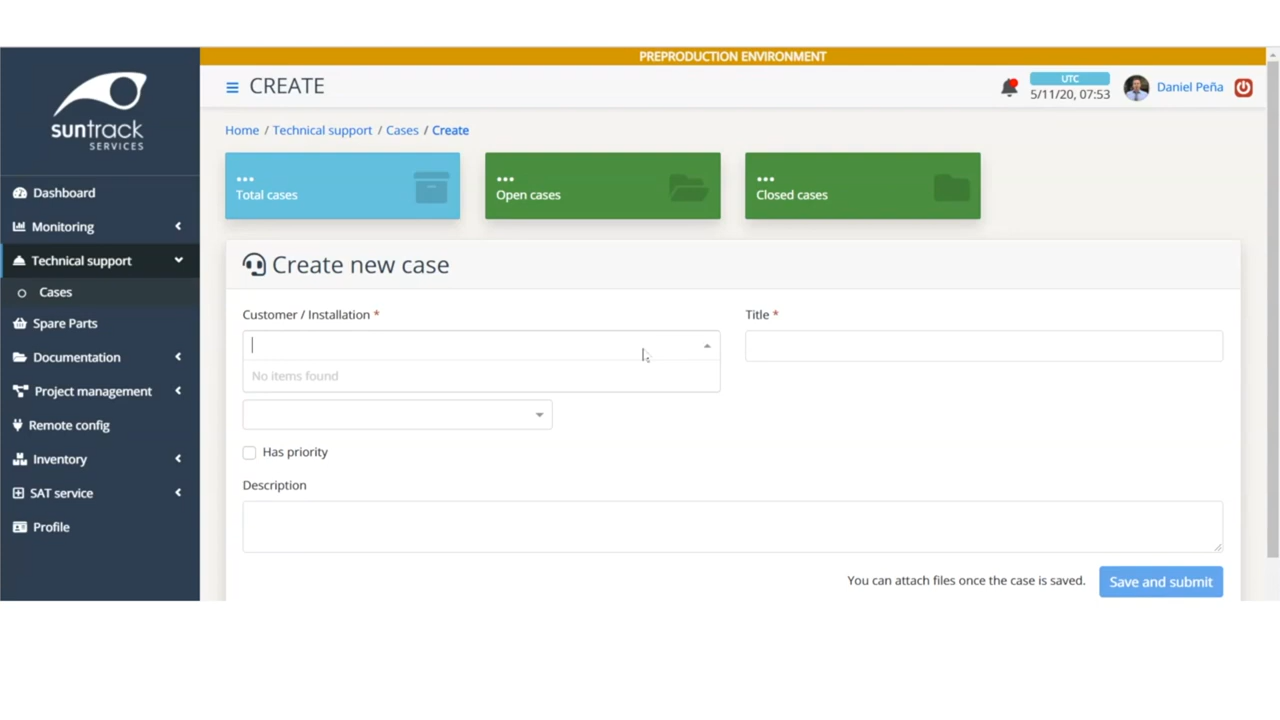 PREPRODUCTION ENVIRONMENT
suntrack
SERVICES
CREATE
UTC
5/11/20, 07:53
Daniel Peña
Home / Technical support / Cases / Create
...
Total cases
...
Open cases
...
Closed cases
Dashboard
Monitoring
Technical support
Cases
Spare Parts
Documentation
Project management
Remote config
Inventory
SAT service
Profile
Create new case
Customer / Installation *
Title *
No items found
Has priority
Description
You can attach files once the case is saved.
Save and submit